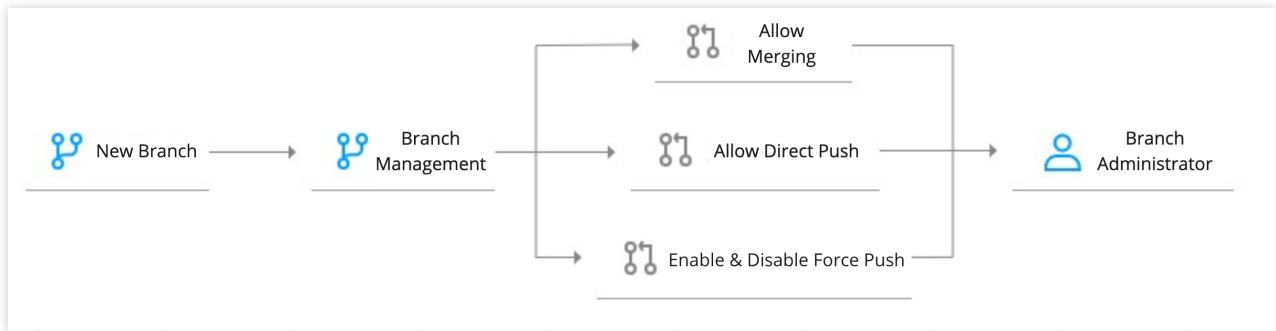 New Branch
Branch
Management
Allow
Merging
Allow Direct Push
Enable & Disable Force Push
Branch
Administrator